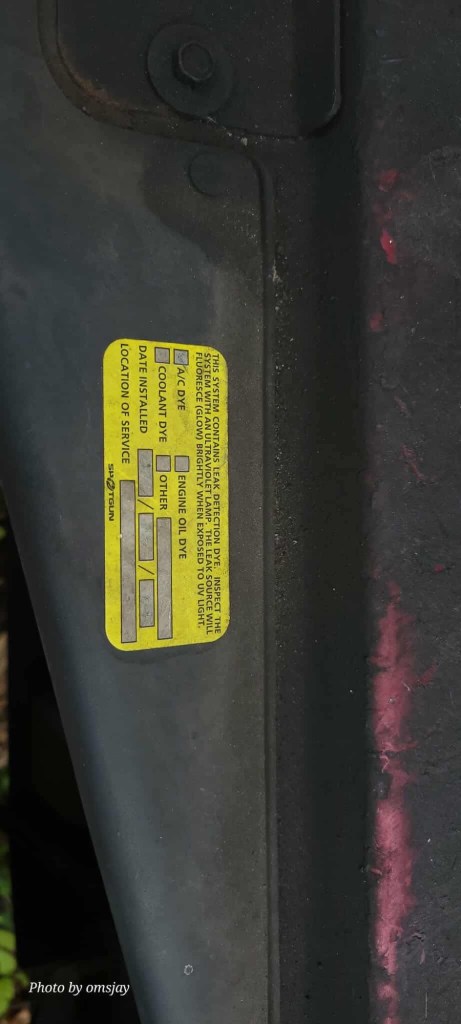 THIS SYSTEM CONTAINS LEAK DETECTION DYE. INSPECT THE
SYSTEM WITH AN ULTRAVIOLET LAMP. THE LEAK SOURCE WILL
FLUORESCE (GLOW) BRIGHTLY WHEN EXPOSED TO UV LIGHT.
A/C DYE ENGINE OIL DYE
COOLANT DYE OTHER
DATE INSTALLED / /
LOCATION OF SERVICE
SPOTGUN
Photo by omsjay